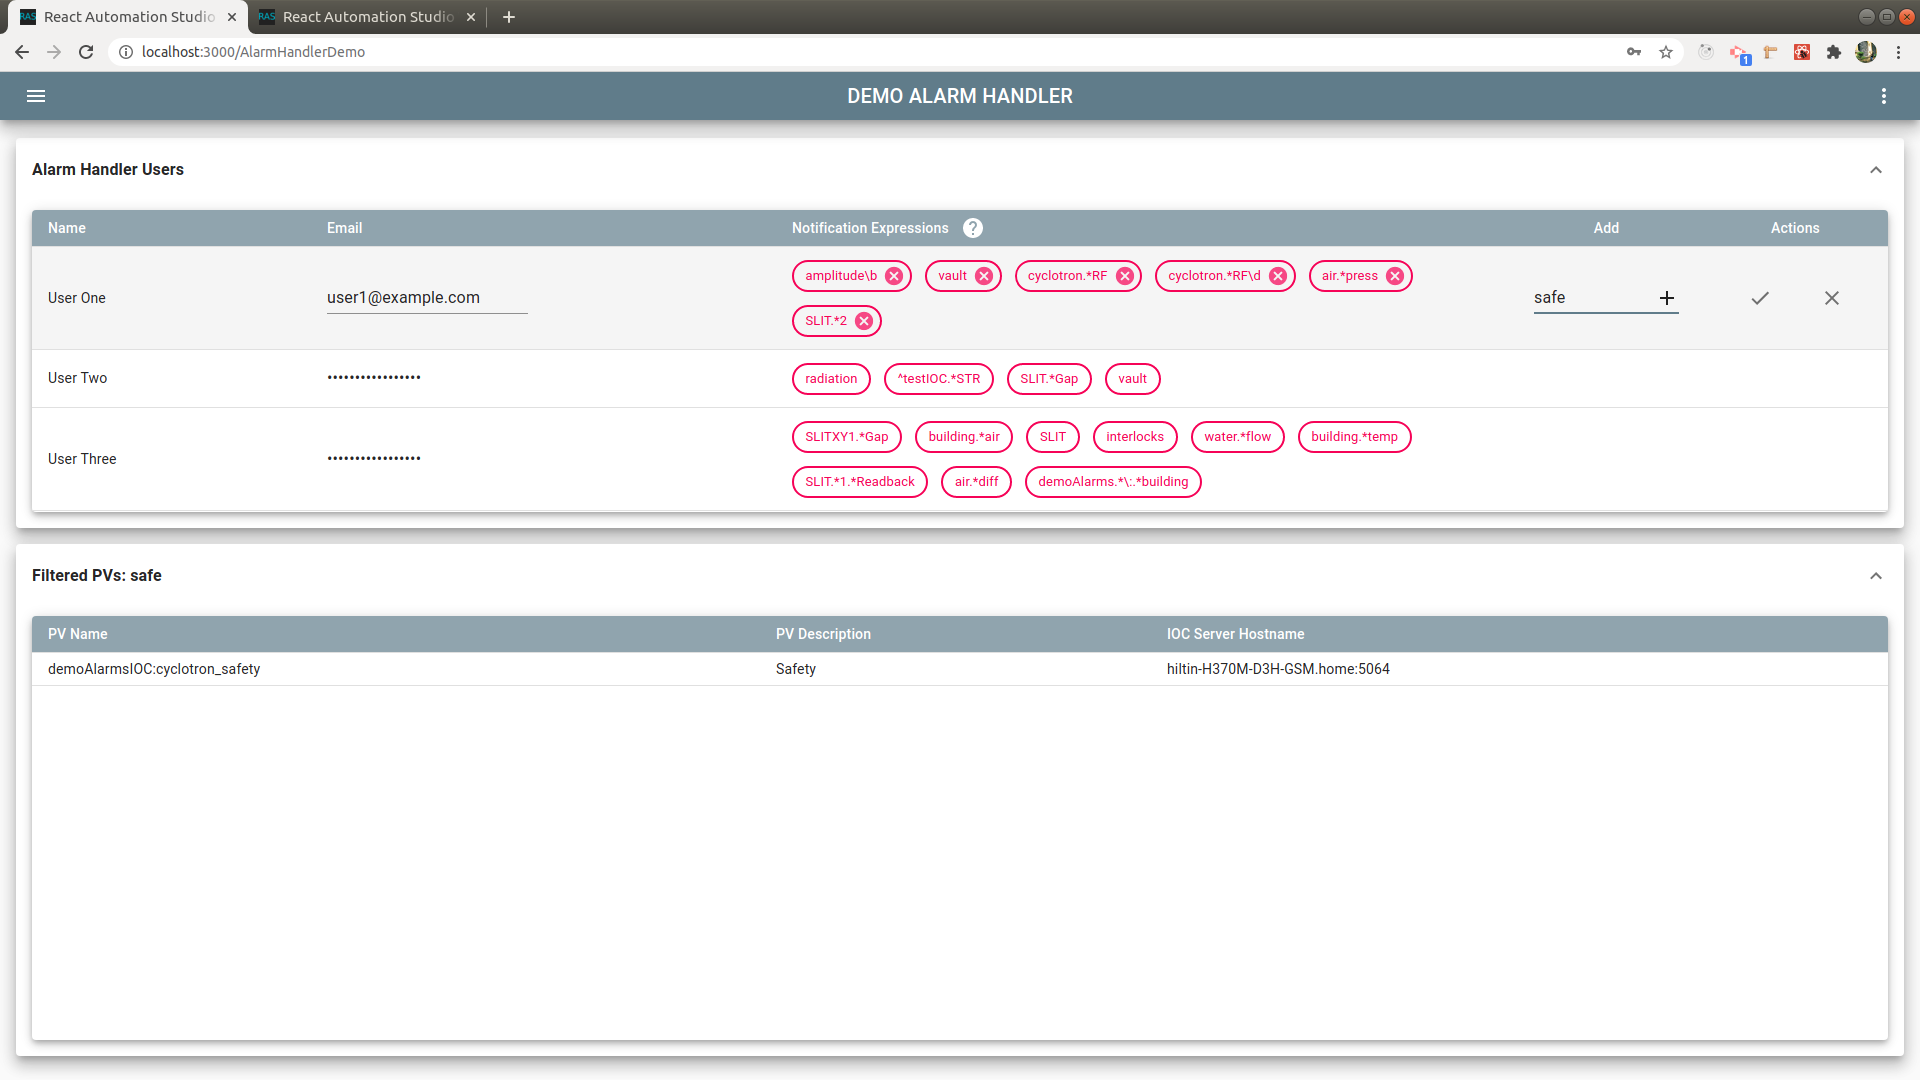 RAS React Automation Studio
RAS React Automation Studio
localhost:3000/AlarmHandlerDemo
1
DEMO ALARM HANDLER
Alarm Handler Users
Name Email Notification Expressions ? Add Actions
amplitude\b vault cyclotron.*RF cyclotron.*RF\d air.*press
User One user1@example.com safe
SLIT.*2
User Two ••••••••••••••••• radiation ^testIOC.*STR SLIT.*Gap vault
SLITXY1.*Gap building.*air SLIT interlocks water.*flow building.*temp
User Three •••••••••••••••••
SLIT.*1.*Readback air.*diff demoAlarms.*\:.*building
Filtered PVs: safe
PV Name PV Description IOC Server Hostname
demoAlarmsIOC:cyclotron_safety Safety hiltin-H370M-D3H-GSM.home:5064